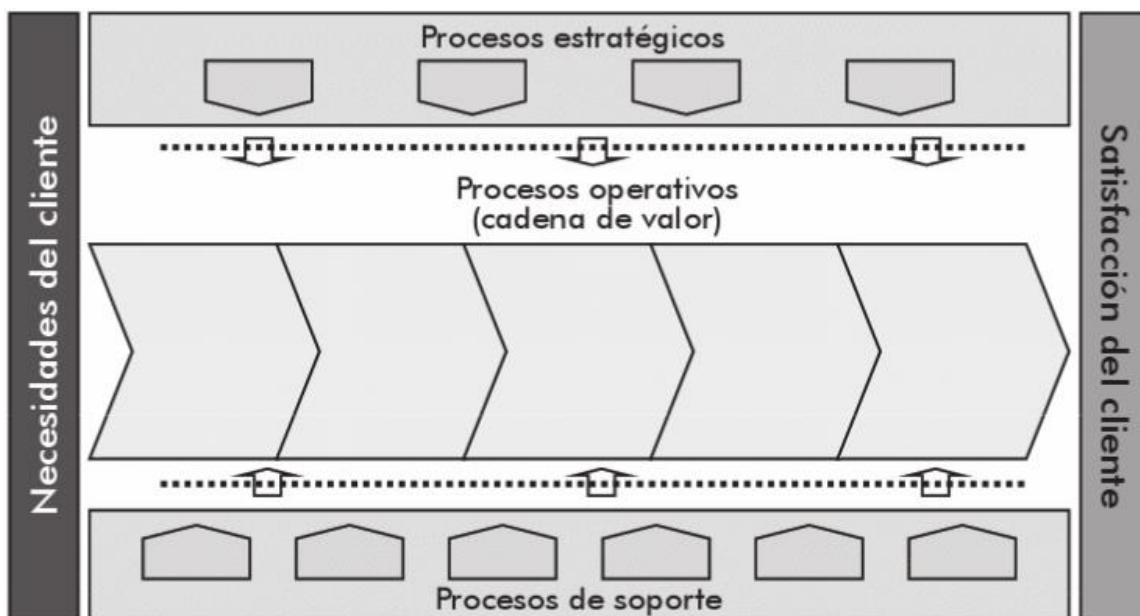 Necesidades del cliente
Procesos estratégicos
Procesos operativos
(cadena de valor)
Procesos de soporte
Satisfacción del cliente